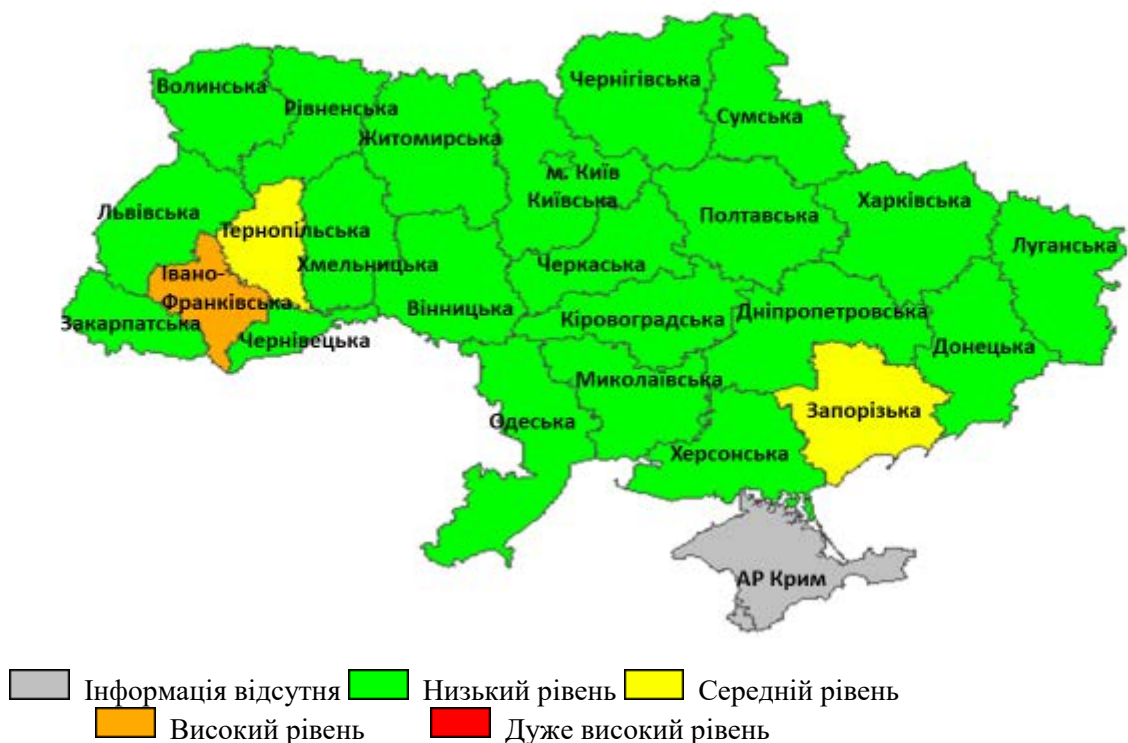 Чернігівська
Волинська
Рівненська
Сумська
Житомирська
м. Київ
Київська
Харківська
Львівська
Полтавська
Тернопільська
Луганська
Хмельницька
Черкаська
Івано-
Франківська
Вінницька
Дніпропетровська
Закарпатська
Кіровоградська
Чернівецька
Донецька
Миколаївська
Запорізька
Одеська
Херсонська
АР Крим
Інформація відсутня Низький рівень Середній рівень
Високий рівень Дуже високий рівень